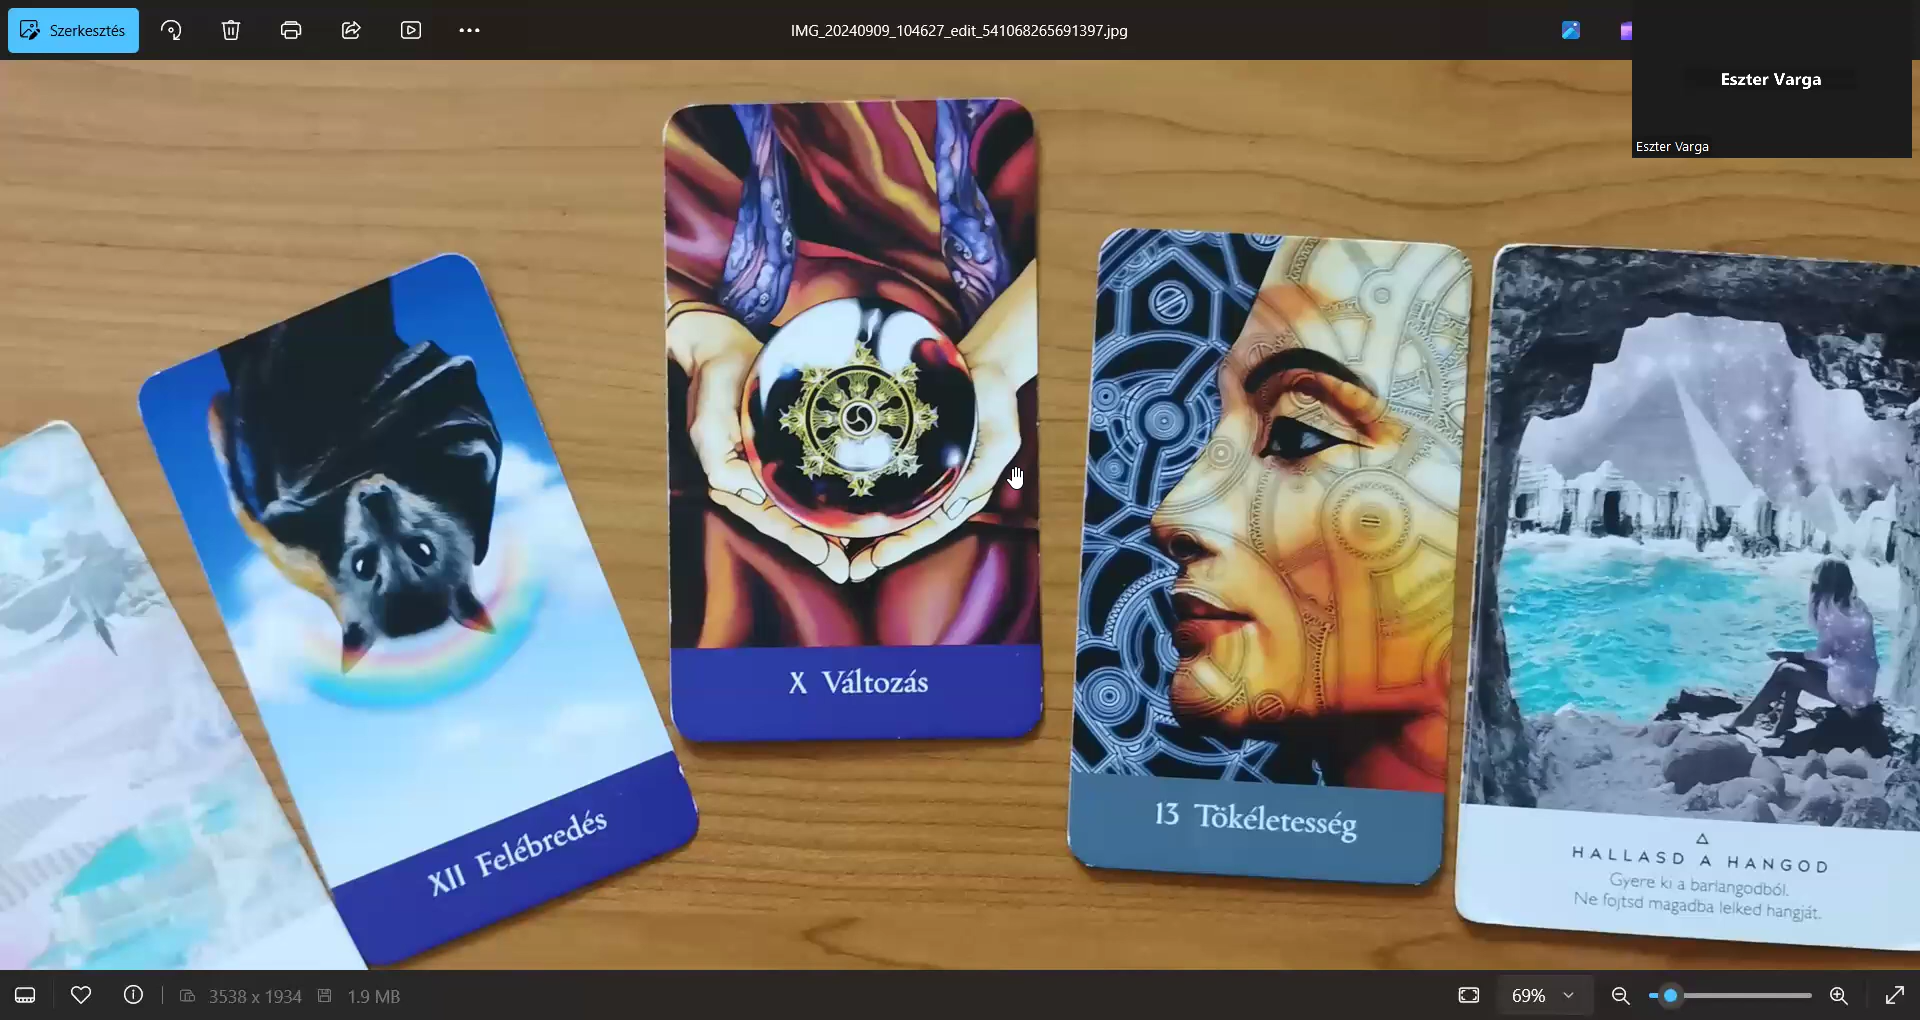 Szerkesztés
IMG_20240909_104627_edit_541068265691397.jpg
Eszter Varga
Eszter Varga
XII Felébredés
X Változás
13 Tökéletesség
HALLASD A HANGOD
Gyere ki a barlangodból.
Ne fojtsd magadba lelked hangját.
3538 x 1934
1.9 MB
69%